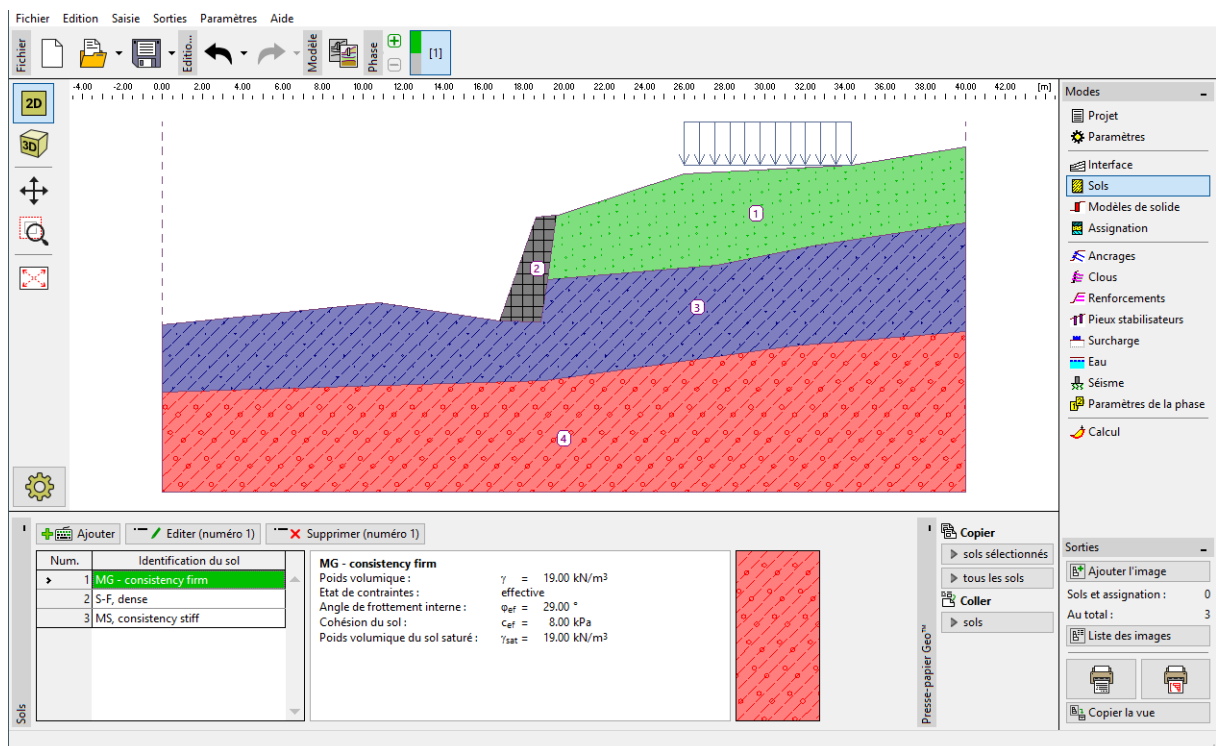 Fichier Edition Saisie Sorties Paramètres Aide
Fichier
Editio...
Modèle
Phase
[1]
-4.00 -2.00 0.00 2.00 4.00 6.00 8.00 10.00 12.00 14.00 16.00 18.00 20.00 22.00 24.00 26.00 28.00 30.00 32.00 34.00 36.00 38.00 40.00 42.00 [m]
2D
3D
1
2
3
4
Modes
Projet
Paramètres
Interface
Sols
Modèles de solide
Assignation
Ancrages
Clous
Renforcements
Pieux stabilisateurs
Surcharge
Eau
Séisme
Paramètres de la phase
Calcul
Sols
Ajouter Editer (numéro 1) Supprimer (numéro 1)
Num. Identification du sol
> 1 MG - consistency firm
2 S-F, dense
3 MS, consistency stiff
MG - consistency firm
Poids volumique : γ = 19.00 kN/m³
Etat de contraintes : effective
Angle de frottement interne : φef = 29.00 °
Cohésion du sol : cef = 8.00 kPa
Poids volumique du sol saturé : γsat = 19.00 kN/m³
Presse-papier Geo™
Copier
sols sélectionnés
tous les sols
Coller
sols
Sorties
Ajouter l'image
Sols et assignation : 0
Au total : 3
Liste des images
Copier la vue